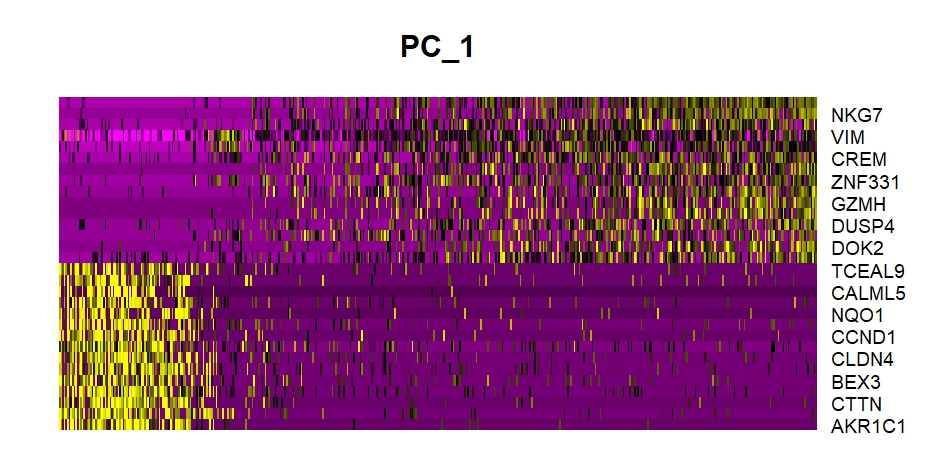 PC_1
NKG7
VIM
CREM
ZNF331
GZMH
DUSP4
DOK2
TCEAL9
CALML5
NQO1
CCND1
CLDN4
BEX3
CTTN
AKR1C1